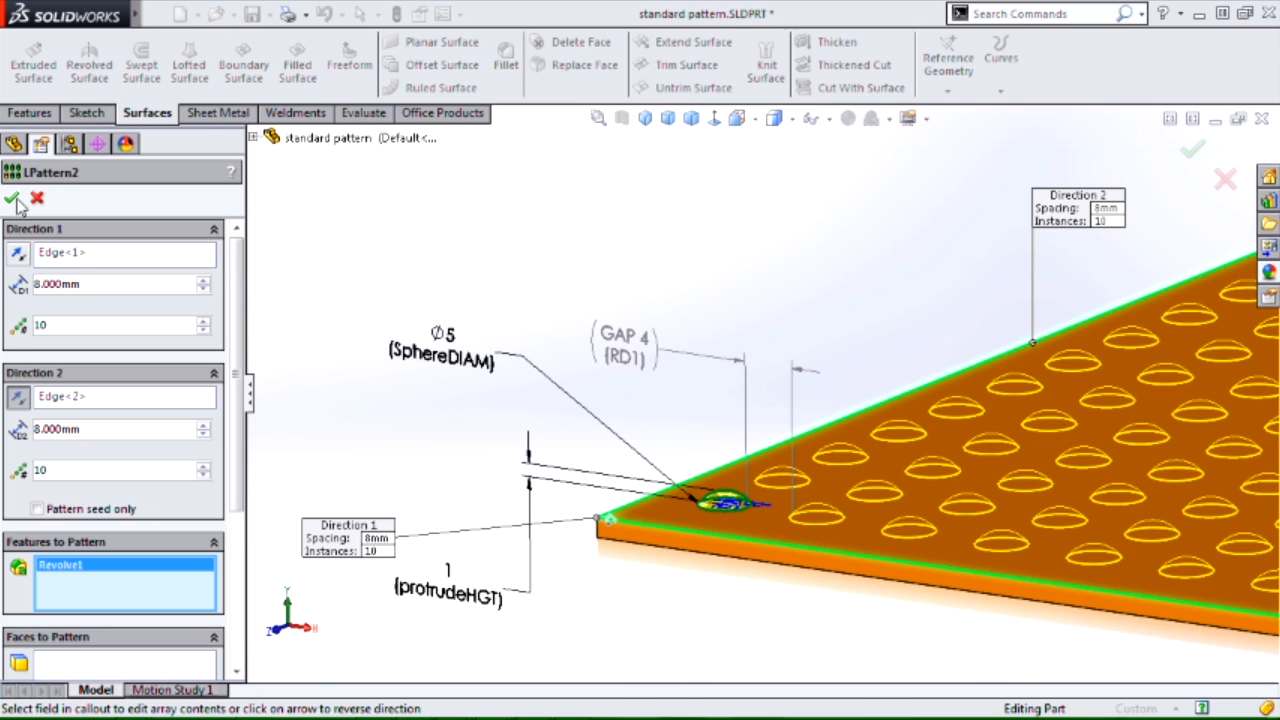 SOLIDWORKS
standard pattern.SLDPRT *
Search Commands
Extruded Surface
Revolved Surface
Swept Surface
Lofted Surface
Boundary Surface
Filled Surface
Freeform
Planar Surface
Offset Surface
Ruled Surface
Fillet
Delete Face
Replace Face
Extend Surface
Trim Surface
Untrim Surface
Knit Surface
Thicken
Thickened Cut
Cut With Surface
Reference Geometry
Curves
Features
Sketch
Surfaces
Sheet Metal
Weldments
Evaluate
Office Products
standard pattern (Default<...
LPattern2
?
Direction 1
Edge<1>
D1
8.000mm
10
Direction 2
Edge<2>
D2
8.000mm
10
Pattern seed only
Features to Pattern
Revolve1
Faces to Pattern
Direction 2
Spacing: 8mm
Instances: 10
Ø5
(SphereDIAM)
(GAP 4
(RD1))
Direction 1
Spacing: 8mm
Instances: 10
1
(protrudeHGT)
Y
Z
Model
Motion Study 1
Select field in callout to edit array contents or click on arrow to reverse direction
Editing Part
Custom
?